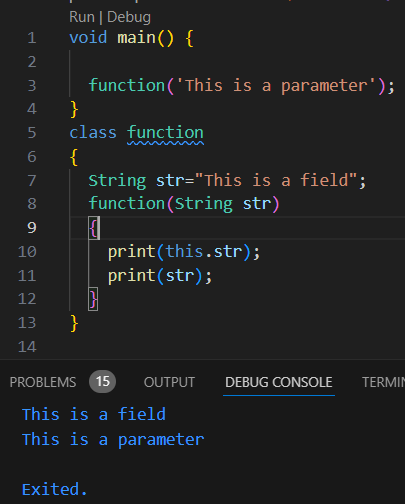 Run | Debug
1 void main() {
2
3 function('This is a parameter');
4 }
5 class function
6 {
7 String str="This is a field";
8 function(String str)
9 {
10 print(this.str);
11 print(str);
12 }
13 }
14
PROBLEMS 15 OUTPUT DEBUG CONSOLE TERMIN
This is a field
This is a parameter
Exited.